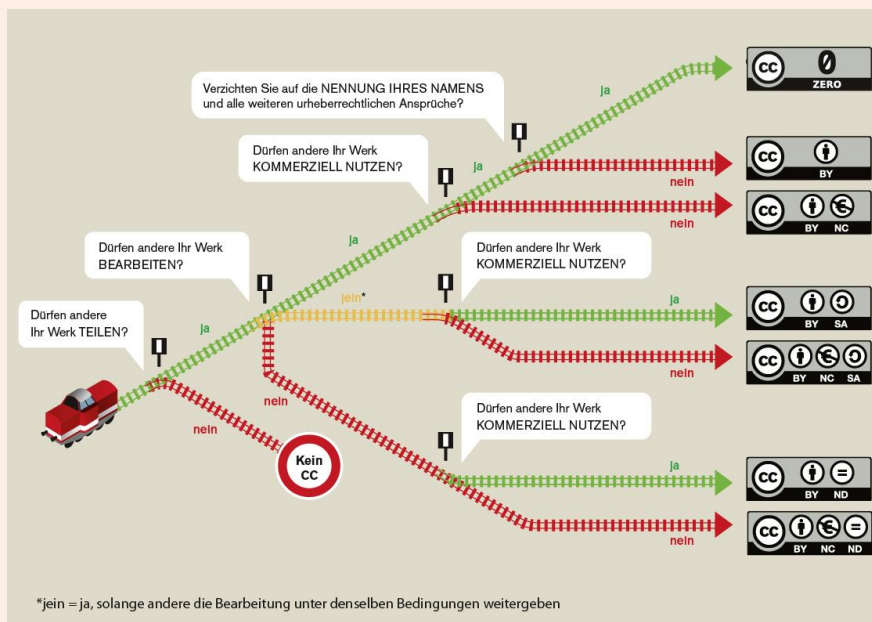 Verzichten Sie auf die NENNUNG IHRES NAMENS
und alle weiteren urheberrechtlichen Ansprüche?
ja
cc
0
ZERO
Dürfen andere Ihr Werk
KOMMERZIELL NUTZEN?
ja
nein
cc
BY
nein
cc
€
BY NC
Dürfen andere Ihr Werk
BEARBEITEN?
ja
Dürfen andere Ihr Werk
KOMMERZIELL NUTZEN?
jein*
ja
cc
BY SA
Dürfen andere
Ihr Werk TEILEN?
ja
nein
cc
€
BY NC SA
nein
nein
Kein
CC
Dürfen andere Ihr Werk
KOMMERZIELL NUTZEN?
ja
cc
=
BY ND
nein
cc
€ =
BY NC ND
*jein = ja, solange andere die Bearbeitung unter denselben Bedingungen weitergeben